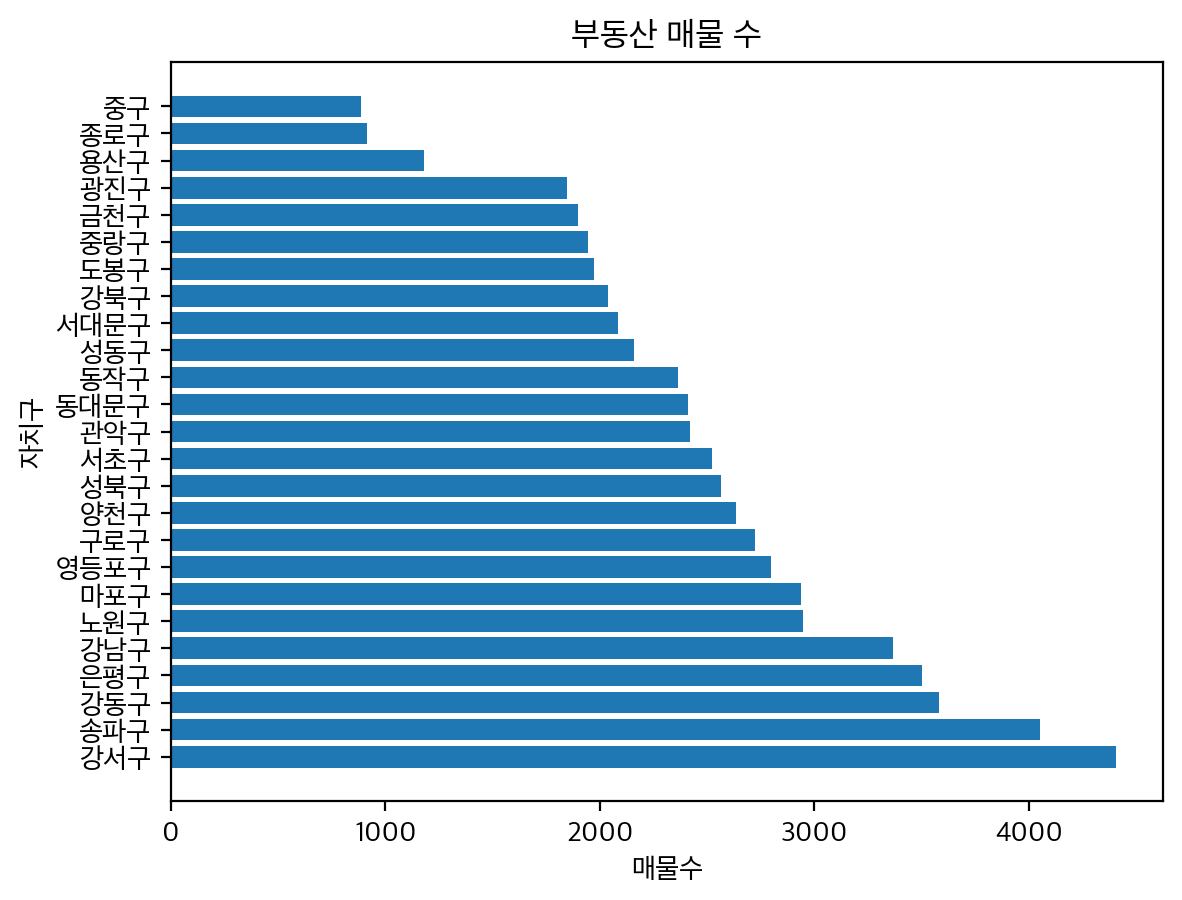 부동산 매물 수
중구
종로구
용산구
광진구
금천구
중랑구
도봉구
강북구
서대문구
성동구
동작구
동대문구
관악구
서초구
성북구
양천구
구로구
영등포구
마포구
노원구
강남구
은평구
강동구
송파구
강서구
자치구
0 1000 2000 3000 4000
매물수